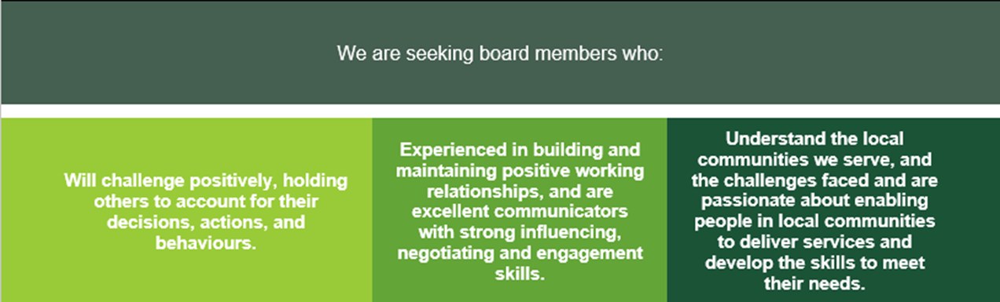 We are seeking board members who:
Will challenge positively, holding
others to account for their
decisions, actions, and
behaviours.
Experienced in building and
maintaining positive working
relationships, and are
excellent communicators
with strong influencing,
negotiating and engagement
skills.
Understand the local
communities we serve, and
the challenges faced and are
passionate about enabling
people in local communities
to deliver services and
develop the skills to meet
their needs.